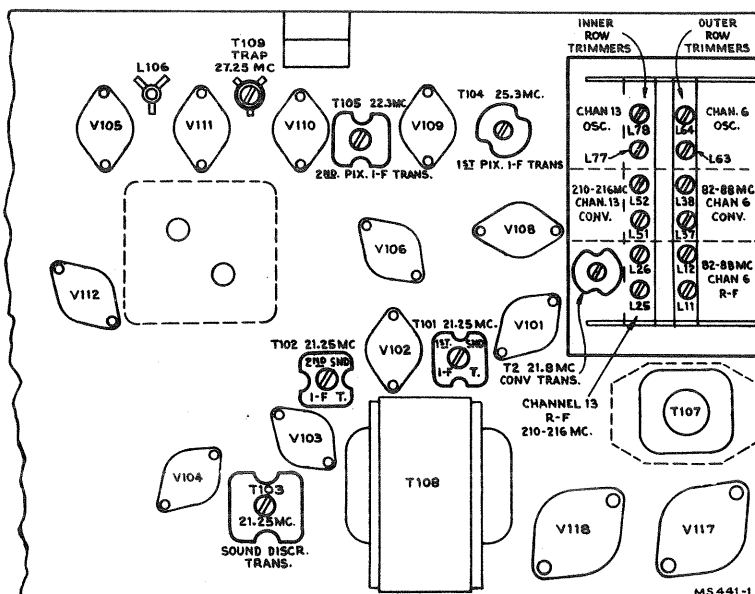 INNER
ROW
TRIMMERS
OUTER
ROW
TRIMMERS
T109
TRAP
27.25 MC
L106
T105 22.3MC.
T104 25.3MC.
V105
V111
V110
V109
2ND. PIX. I-F TRANS.
1ST PIX. I-F TRANS
CHAN 13
OSC.
L78
L64
CHAN. 6
OSC.
L77
L63
210-216MC
CHAN. 13
CONV.
L52
L38
82-88MC
CHAN 6
CONV.
L51
L37
V106
V108
L26
L12
82-88MC
CHAN 6
R-F
L25
L11
V112
T102 21.25 MC
2ND SND
I-F T.
V102
T101 21.25 MC.
1ST. SND
I-F T.
V101
T2 21.8MC
CONV TRANS.
CHANNEL 13
R-F
210-216MC.
T107
V103
V104
T103
21.25MC.
SOUND DISCR.
TRANS.
T108
V118
V117
MS441-1